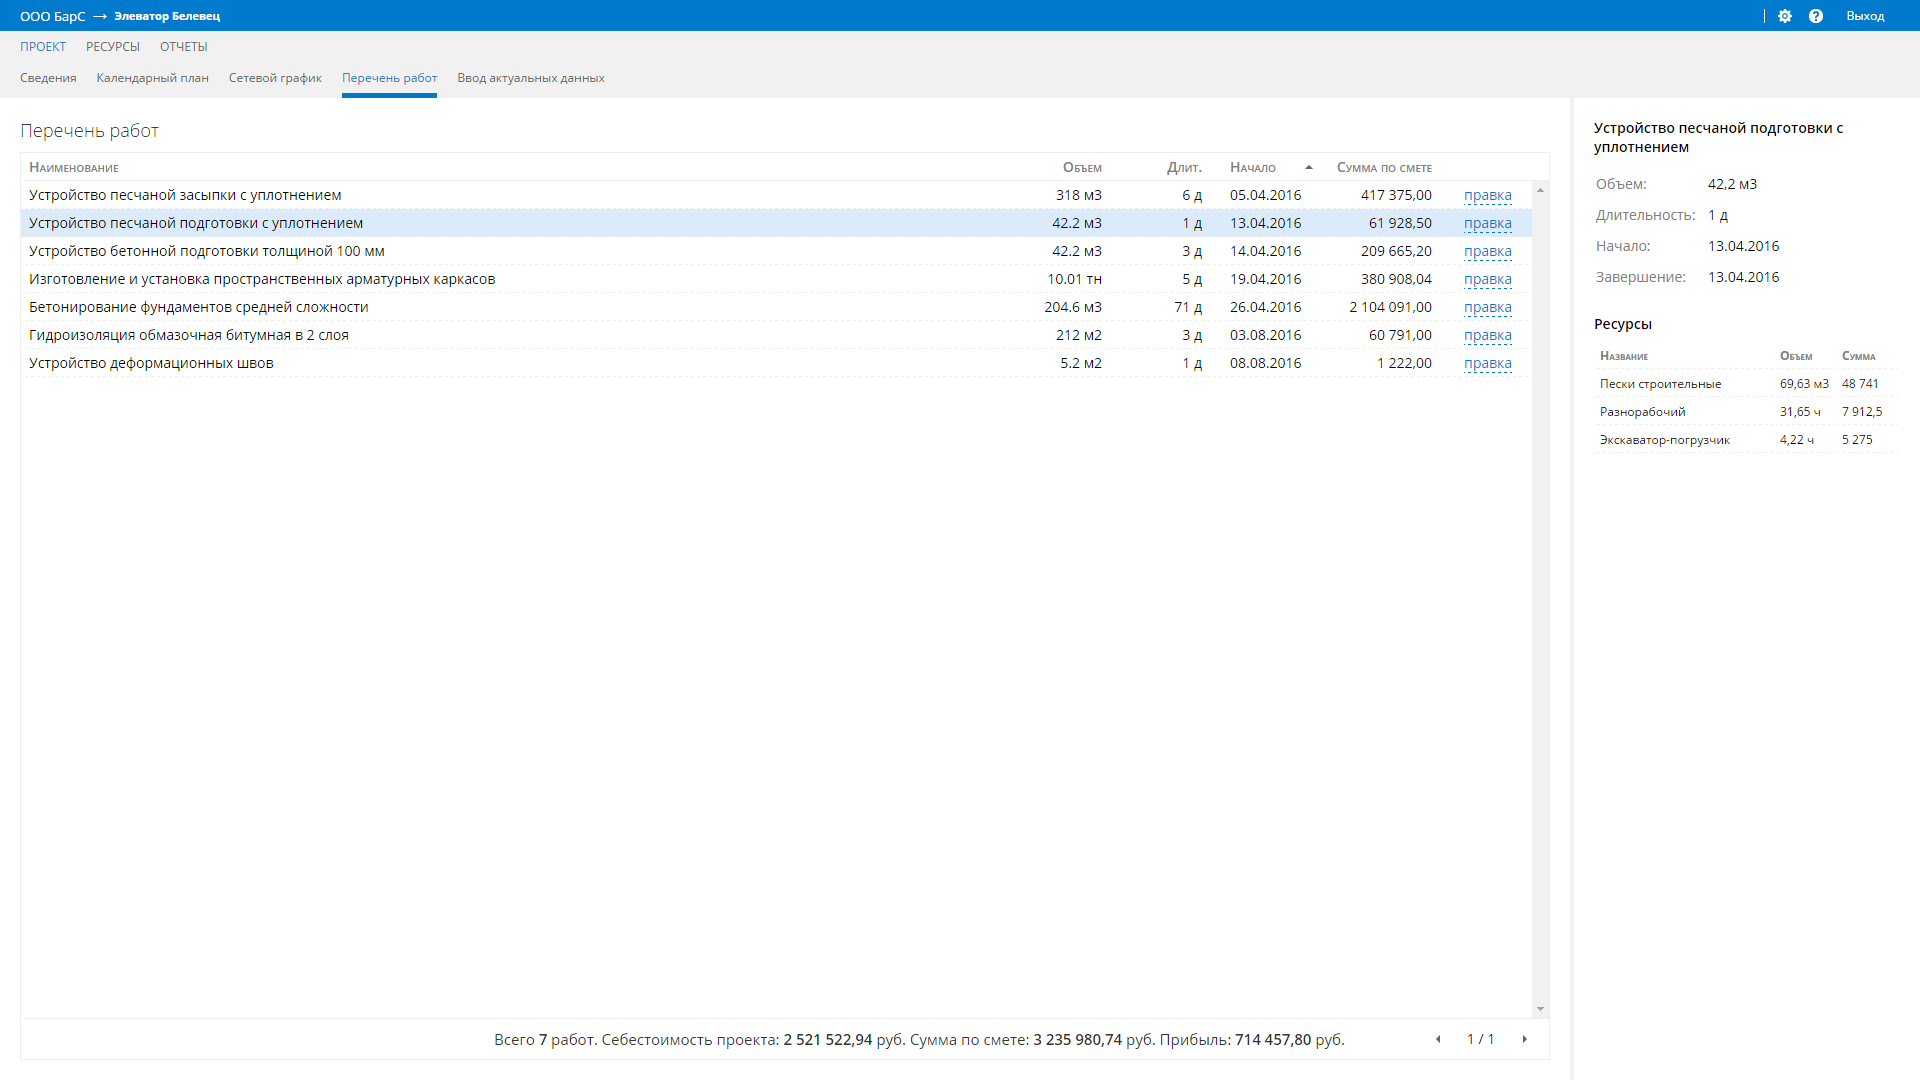 ООО БарС → Элеватор Белевец | Выход
ПРОЕКТ РЕСУРСЫ ОТЧЕТЫ
Сведения Календарный план Сетевой график Перечень работ Ввод актуальных данных
Перечень работ
Наименование Объем Длит. Начало Сумма по смете
Устройство песчаной засыпки с уплотнением 318 м3 6 д 05.04.2016 417 375,00 правка
Устройство песчаной подготовки с уплотнением 42.2 м3 1 д 13.04.2016 61 928,50 правка
Устройство бетонной подготовки толщиной 100 мм 42.2 м3 3 д 14.04.2016 209 665,20 правка
Изготовление и установка пространственных арматурных каркасов 10.01 тн 5 д 19.04.2016 380 908,04 правка
Бетонирование фундаментов средней сложности 204.6 м3 71 д 26.04.2016 2 104 091,00 правка
Гидроизоляция обмазочная битумная в 2 слоя 212 м2 3 д 03.08.2016 60 791,00 правка
Устройство деформационных швов 5.2 м2 1 д 08.08.2016 1 222,00 правка
Всего 7 работ. Себестоимость проекта: 2 521 522,94 руб. Сумма по смете: 3 235 980,74 руб. Прибыль: 714 457,80 руб. 1 / 1
Устройство песчаной подготовки с
уплотнением
Объем: 42,2 м3
Длительность: 1 д
Начало: 13.04.2016
Завершение: 13.04.2016
Ресурсы
Название Объем Сумма
Пески строительные 69,63 м3 48 741
Разнорабочий 31,65 ч 7 912,5
Экскаватор-погрузчик 4,22 ч 5 275